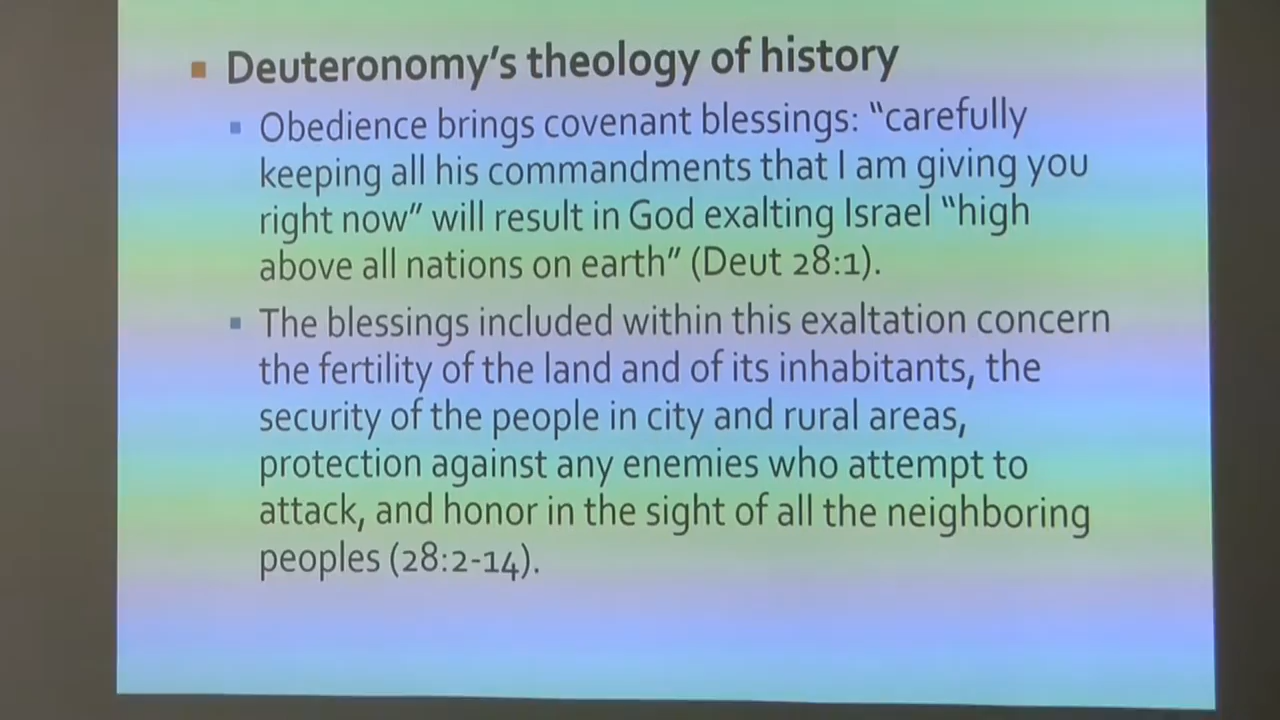 Deuteronomy's theology of history
Obedience brings covenant blessings: "carefully
keeping all his commandments that I am giving you
right now" will result in God exalting Israel "high
above all nations on earth" (Deut 28:1).
The blessings included within this exaltation concern
the fertility of the land and of its inhabitants, the
security of the people in city and rural areas,
protection against any enemies who attempt to
attack, and honor in the sight of all the neighboring
peoples (28:2-14).